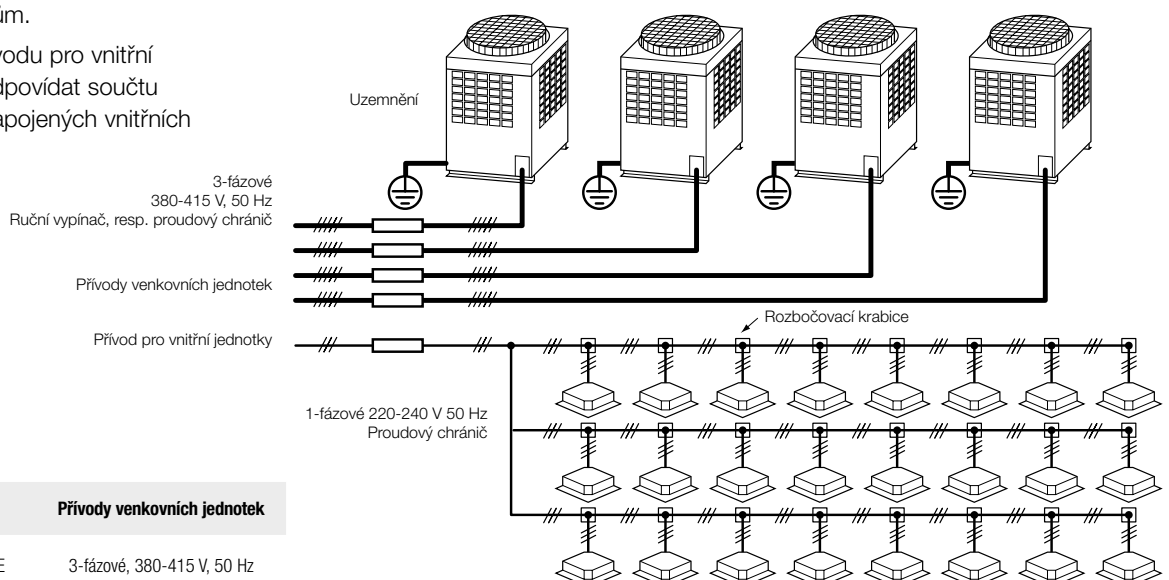 ům.
vodu pro vnitřní
dpovídat součtu
apojených vnitřních
Uzemnění
3-fázové
380-415 V, 50 Hz
Ruční vypínač, resp. proudový chránič
Přívody venkovních jednotek
Přívod pro vnitřní jednotky
Rozbočovací krabice
1-fázové 220-240 V 50 Hz
Proudový chránič
Přívody venkovních jednotek
E 3-fázové, 380-415 V, 50 Hz